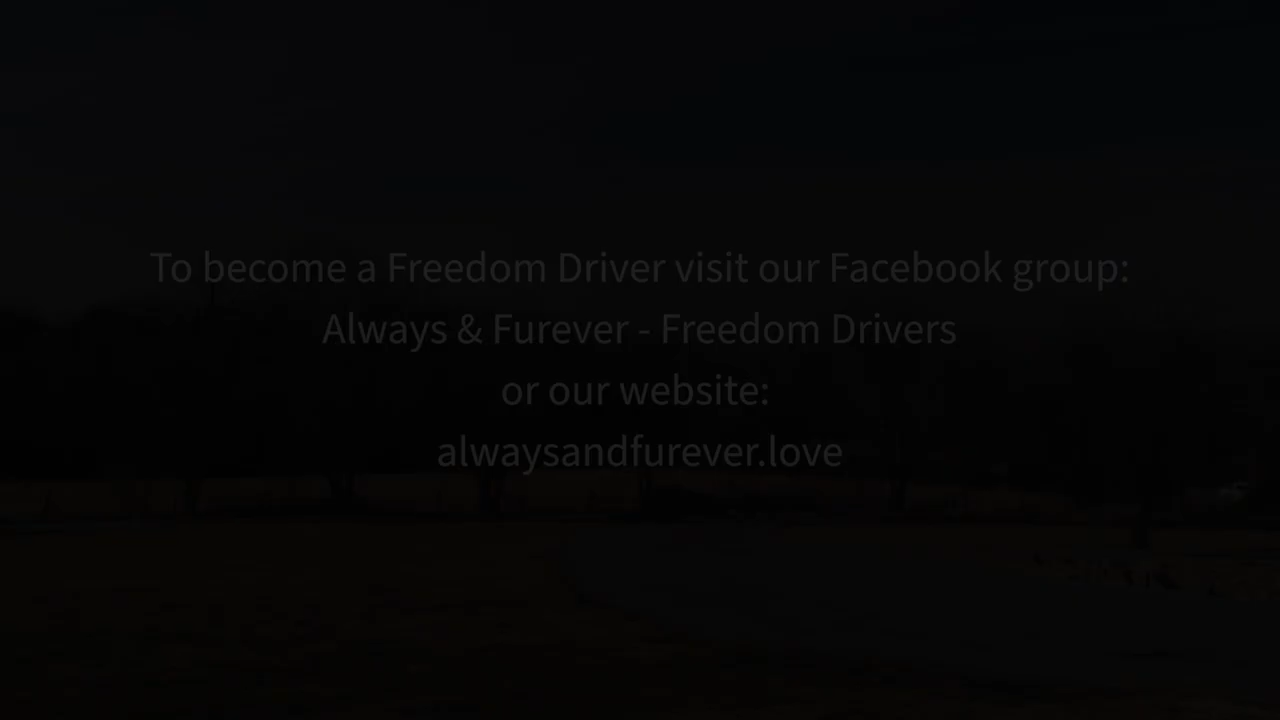 To become a Freedom Driver visit our Facebook group:
Always & Furever - Freedom Drivers
or our website:
alwaysandfurever.love